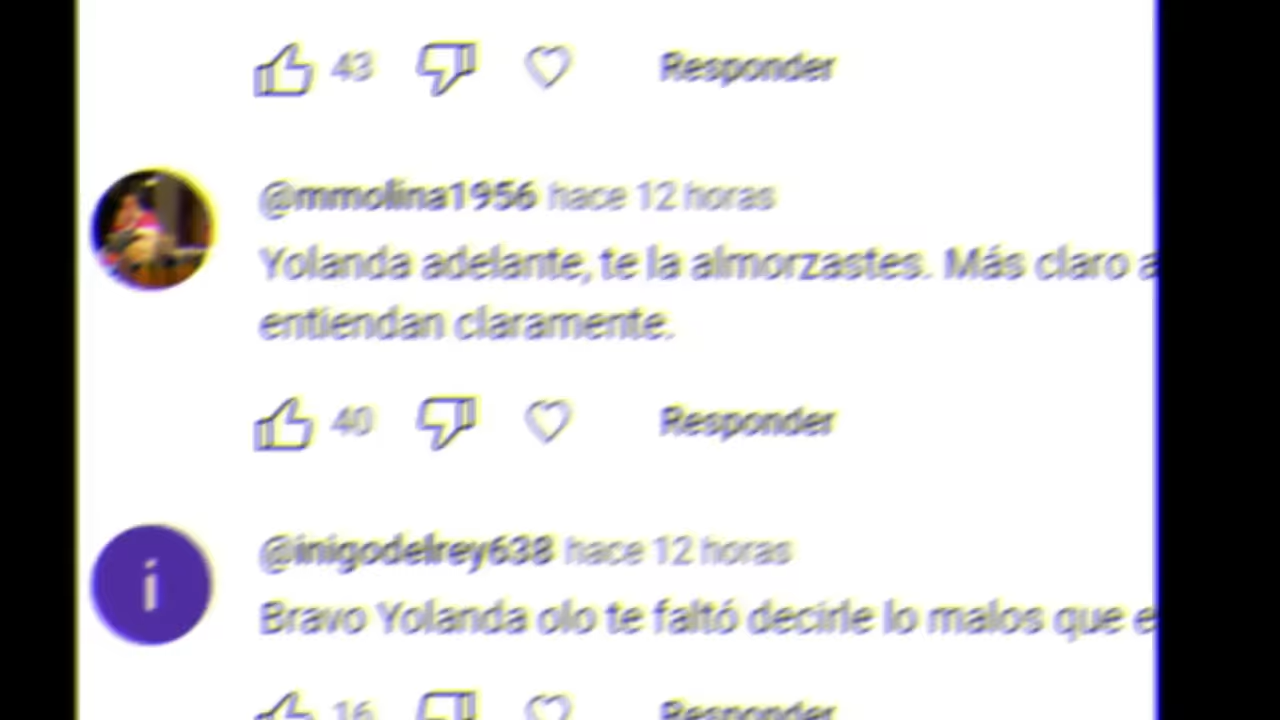 43 Responder
@mmolina1956 hace 12 horas
Yolanda adelante, te la almorzastes. Más claro a
entiendan claramente.
40 Responder
i
@inigodelrey638 hace 12 horas
Bravo Yolanda olo te faltó decirle lo malos que e
16 Responder